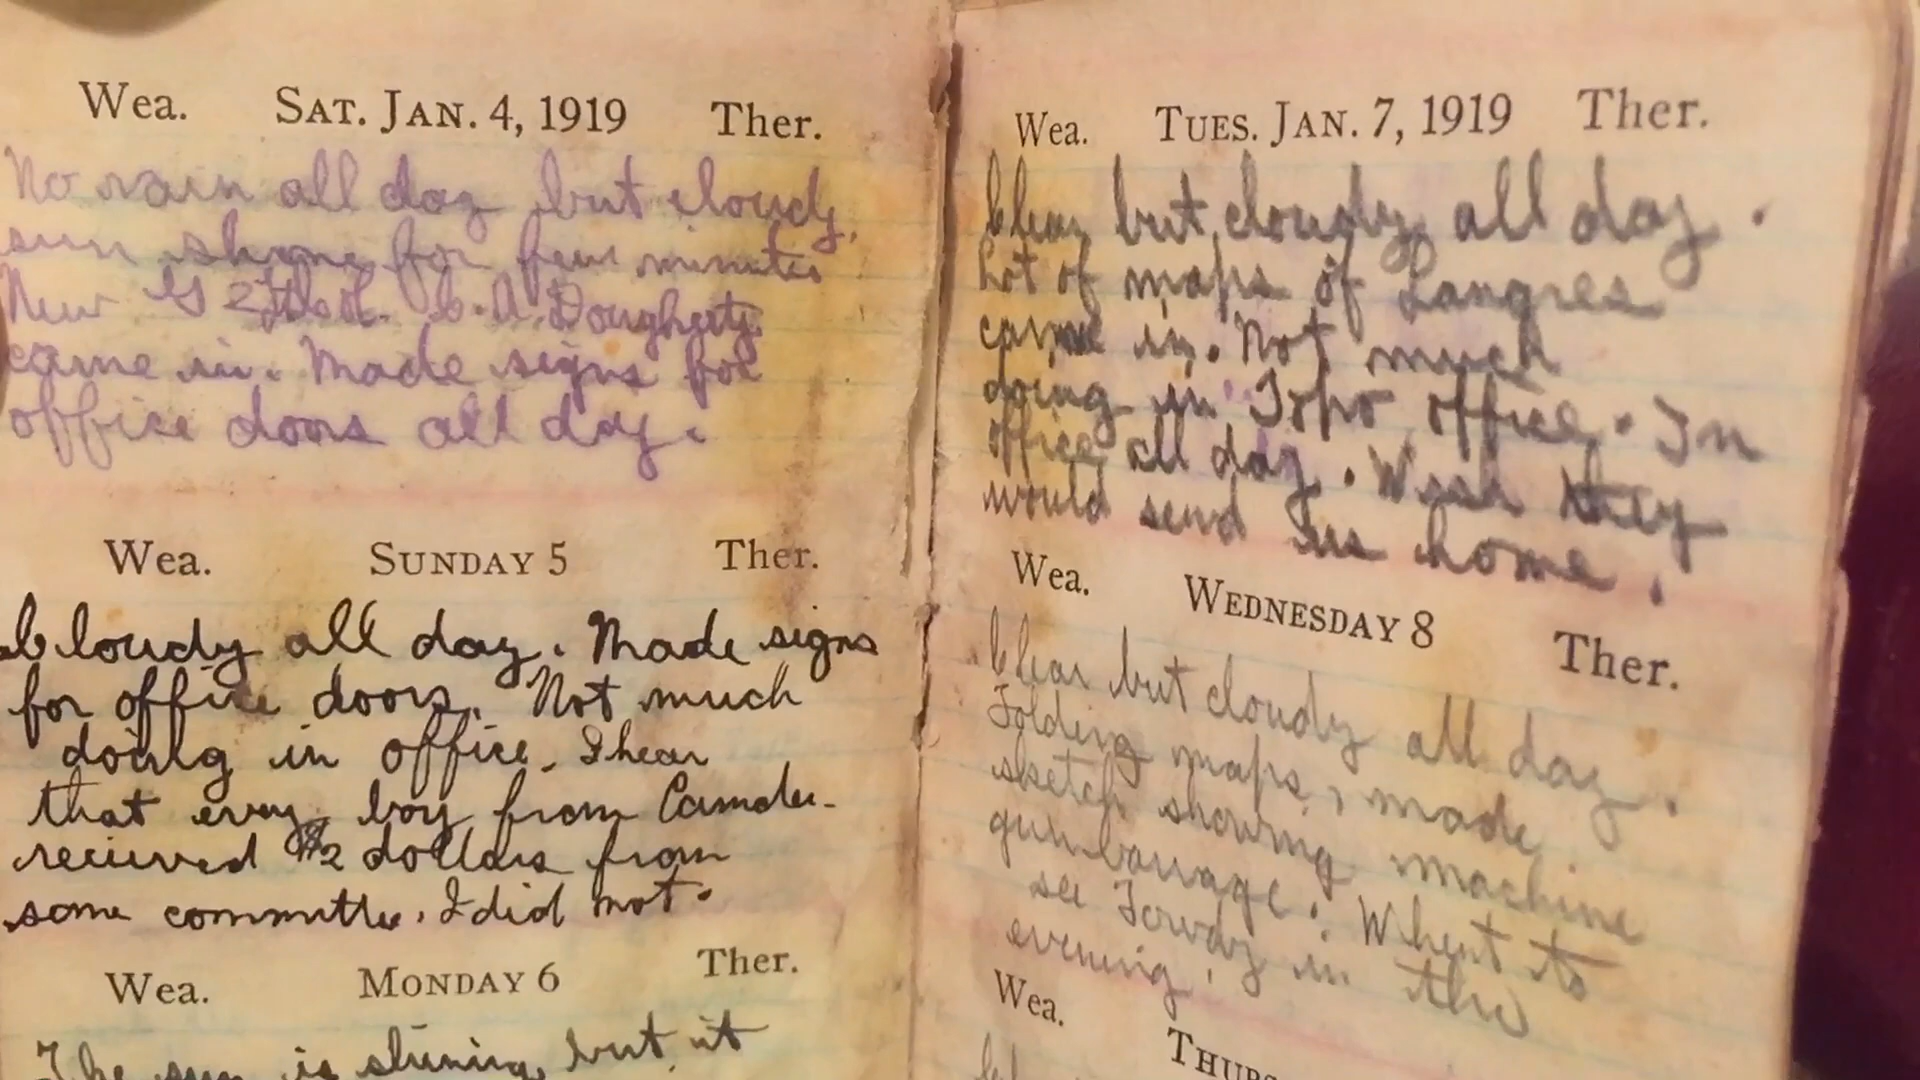 Wea. SAT. JAN. 4, 1919 Ther.
No rain all day but cloudy,
sun shone for few minutes
New G 2 C. A. Dougherty
came in. Made signs for
office doors all day.
Wea. SUNDAY 5 Ther.
Cloudy all day. Made signs
for office doors. Not much
doing in office. I hear
that every boy from Camden
recieved $2 dollars from
some committee. I did not.
Wea. MONDAY 6 Ther.
The sun is shining but it
Wea. TUES. JAN. 7, 1919 Ther.
Clear but cloudy all day.
Lot of maps of Langres
came in. Not much
doing in Topo office. In
office all day. Wish they
would send us home.
Wea. WEDNESDAY 8 Ther.
Clear but cloudy all day.
Folding maps, made
sketch showing machine
gun barrage. Whent to
see in the
evening.
Wea. THURS